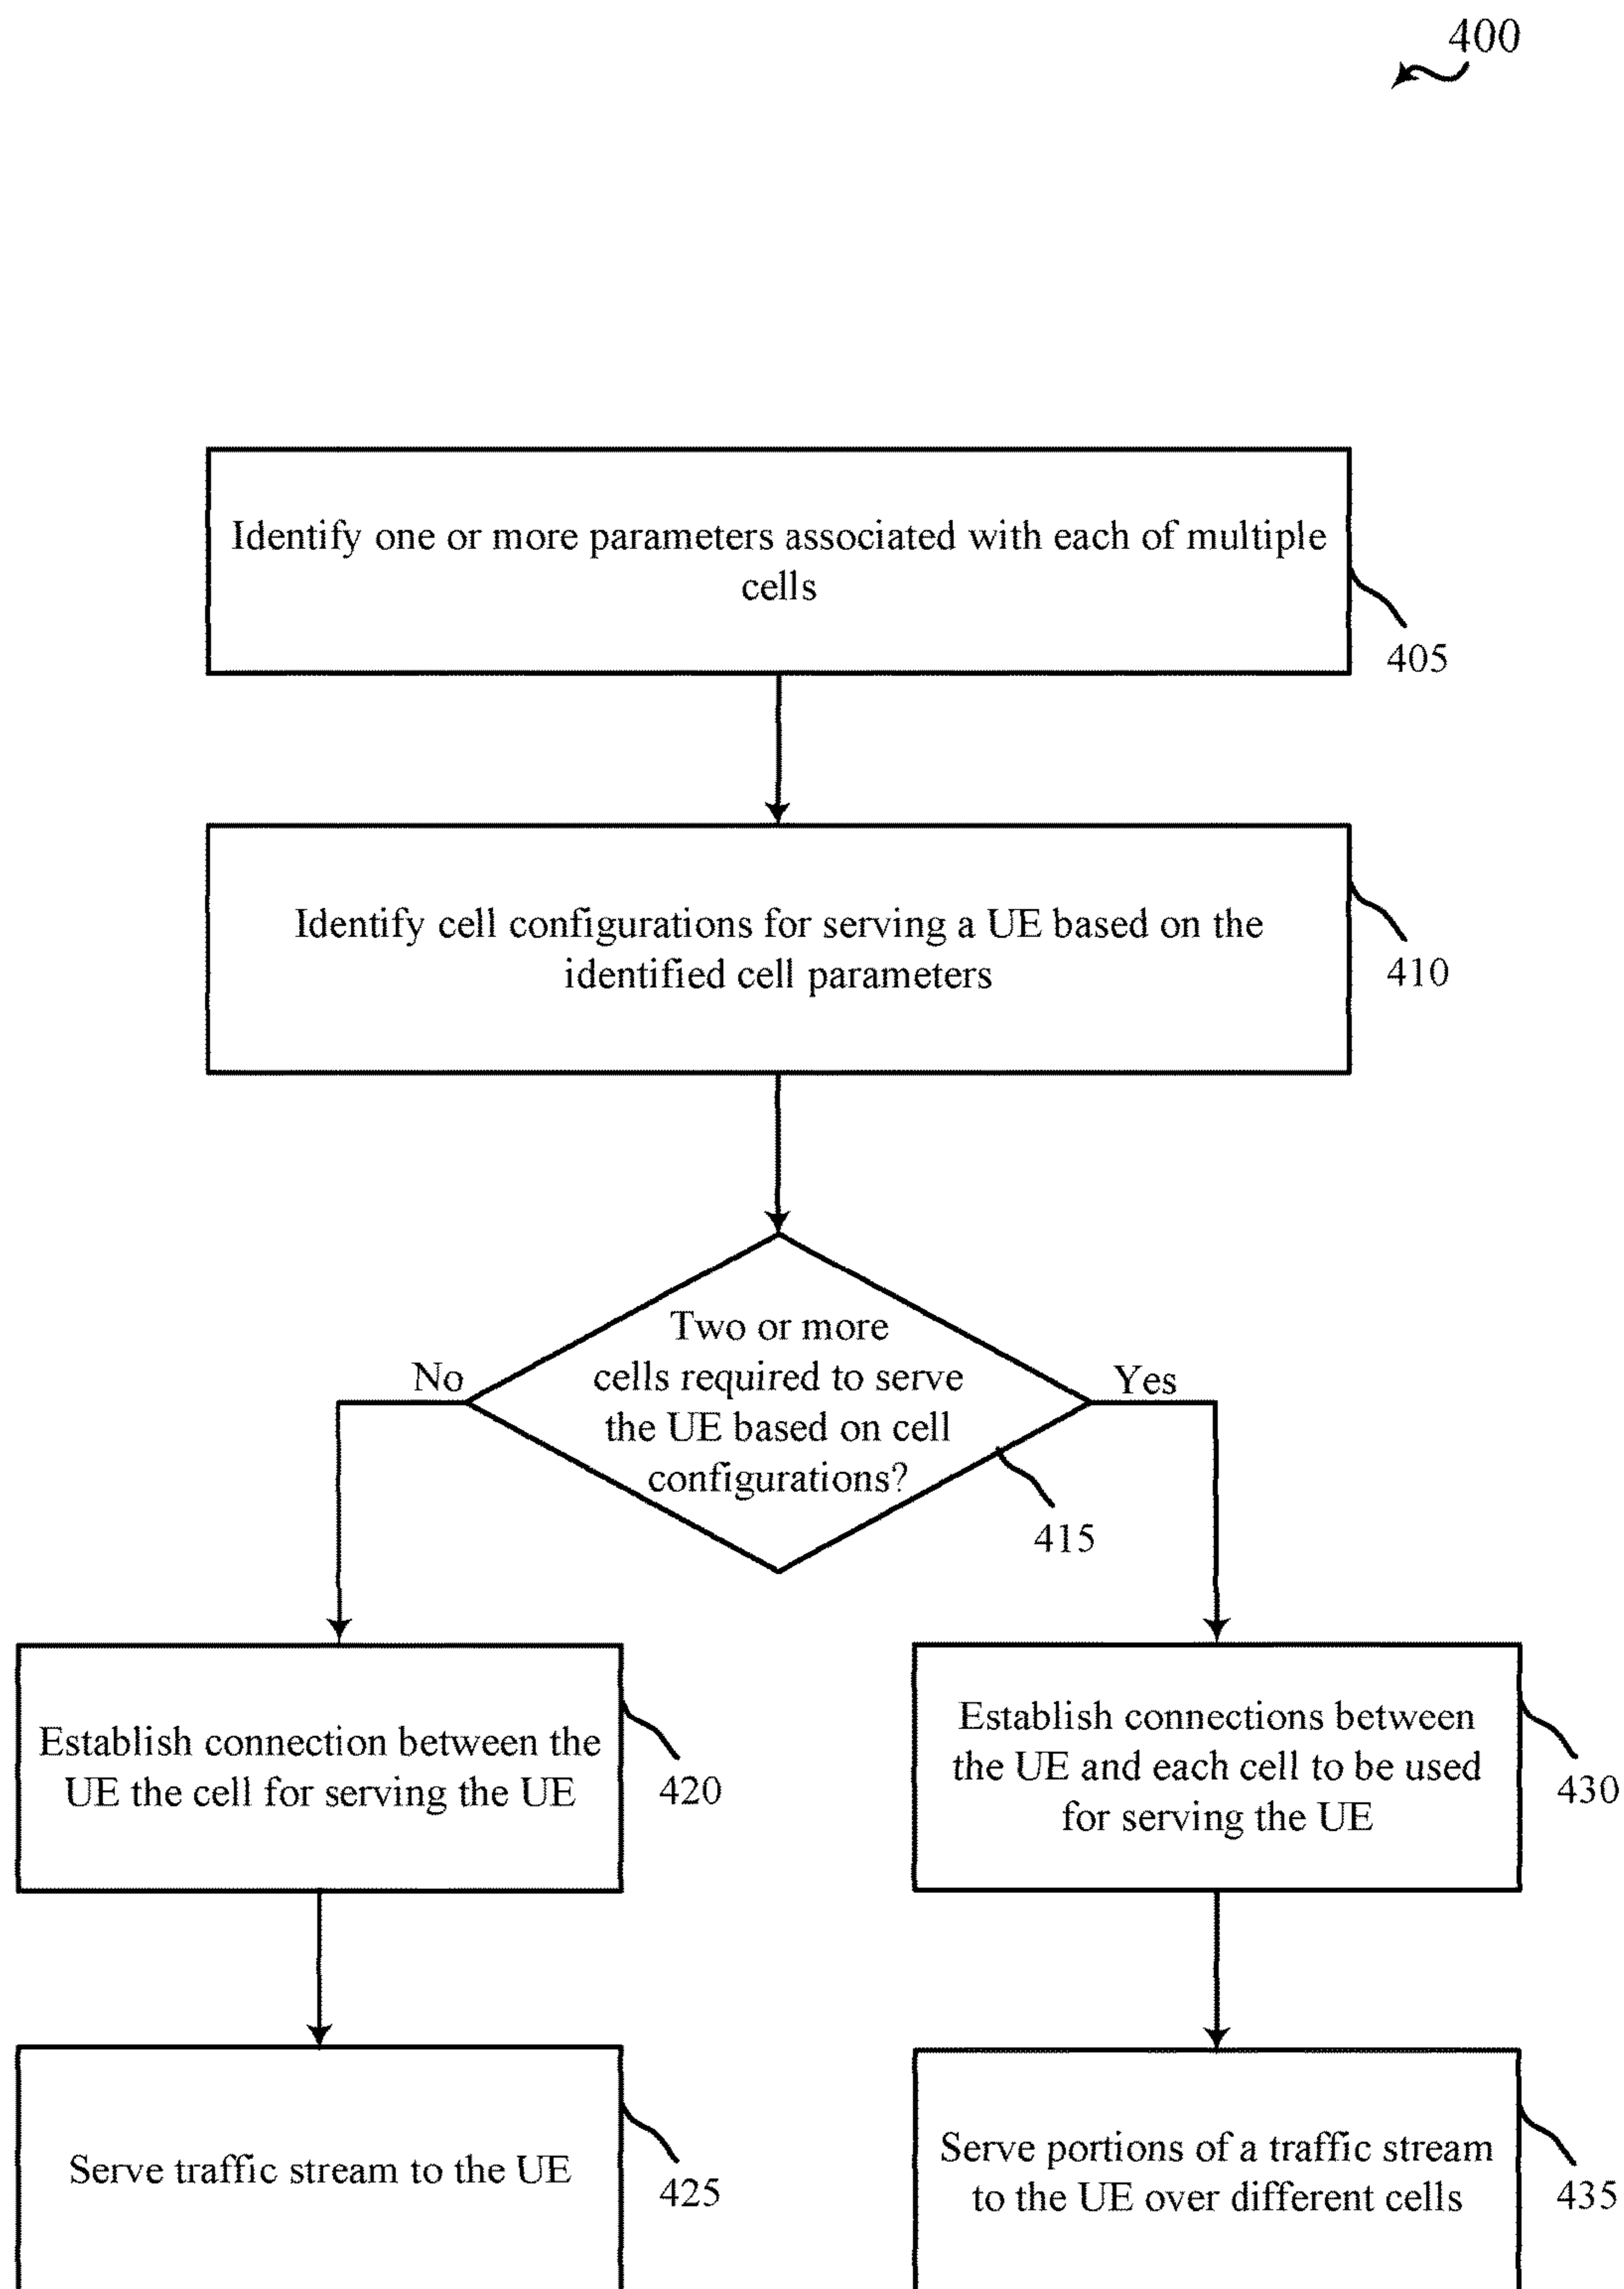 400
Identify one or more parameters associated with each of multiple
cells
405
Identify cell configurations for serving a UE based on the
identified cell parameters
410
Two or more
cells required to serve
the UE based on cell
configurations?
No
Yes
415
Establish connection between the
UE the cell for serving the UE
420
Establish connections between
the UE and each cell to be used
for serving the UE
430
Serve traffic stream to the UE
425
Serve portions of a traffic stream
to the UE over different cells
435